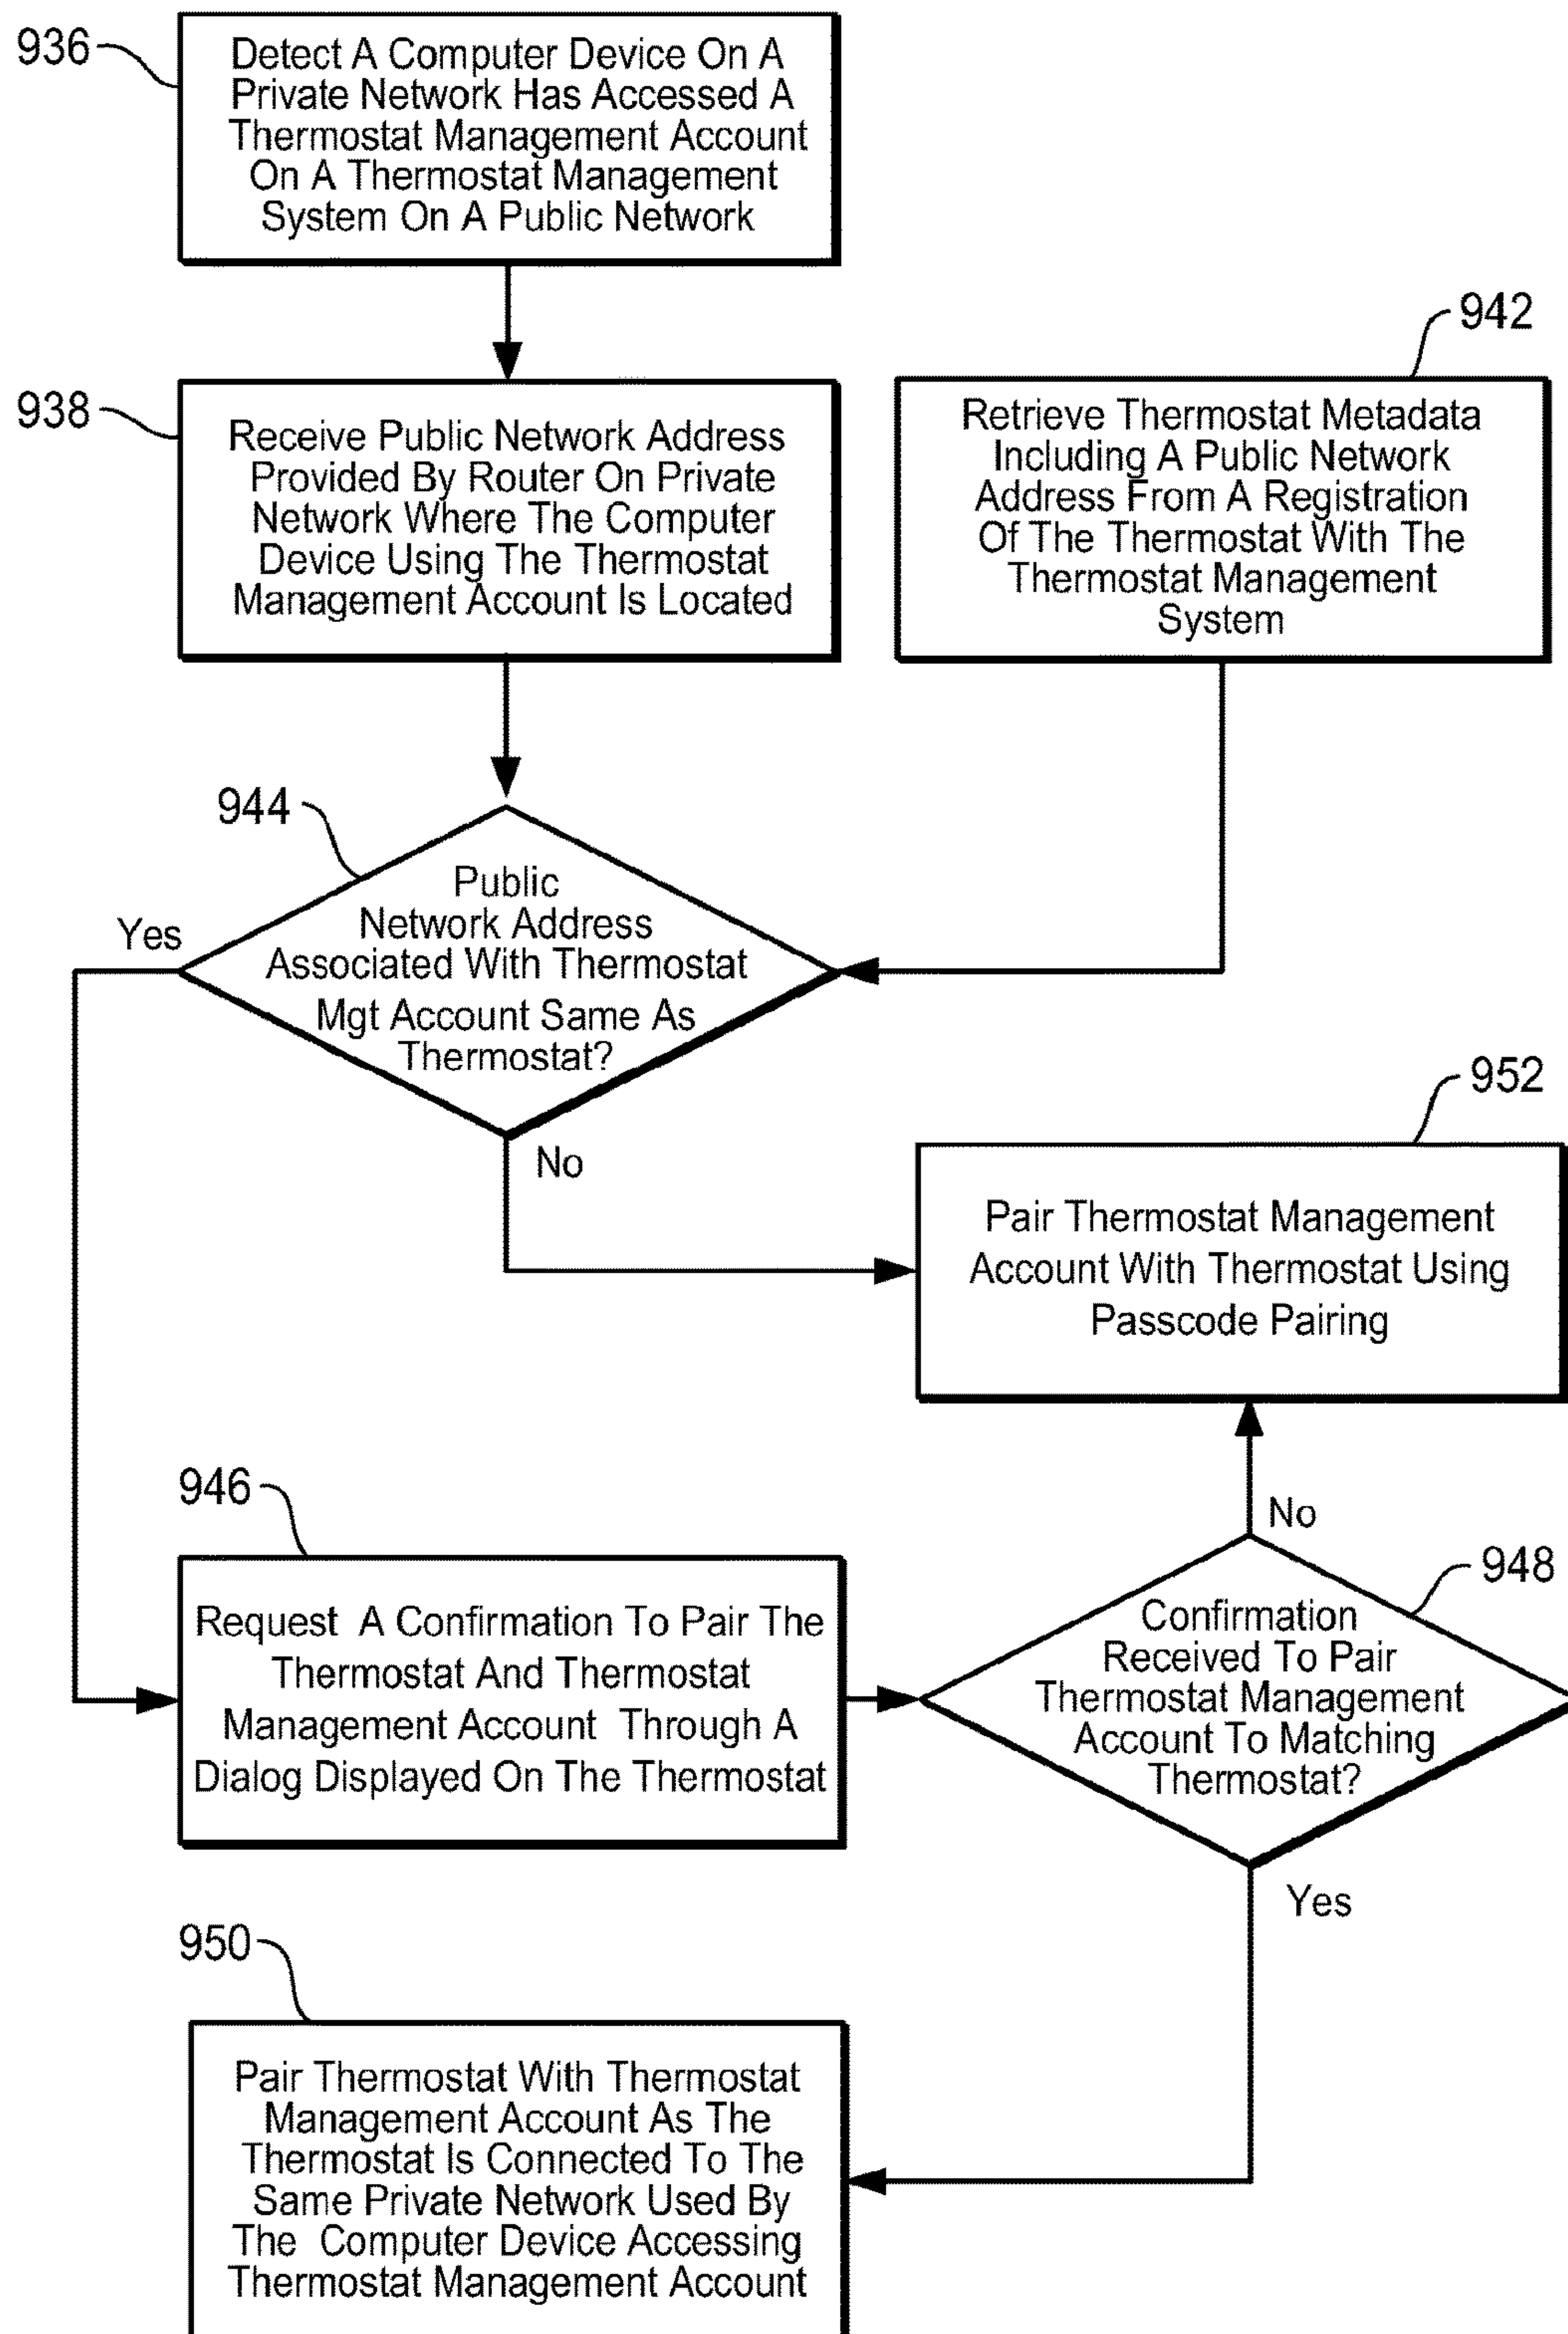 936
Detect A Computer Device On A
Private Network Has Accessed A
Thermostat Management Account
On A Thermostat Management
System On A Public Network
942
938
Receive Public Network Address
Provided By Router On Private
Network Where The Computer
Device Using The Thermostat
Management Account Is Located
Retrieve Thermostat Metadata
Including A Public Network
Address From A Registration
Of The Thermostat With The
Thermostat Management
System
944
Public
Network Address
Associated With Thermostat
Mgt Account Same As
Thermostat?
Yes
No
952
Pair Thermostat Management
Account With Thermostat Using
Passcode Pairing
946
Request A Confirmation To Pair The
Thermostat And Thermostat
Management Account Through A
Dialog Displayed On The Thermostat
No
948
Confirmation
Received To Pair
Thermostat Management
Account To Matching
Thermostat?
Yes
950
Pair Thermostat With Thermostat
Management Account As The
Thermostat Is Connected To The
Same Private Network Used By
The Computer Device Accessing
Thermostat Management Account